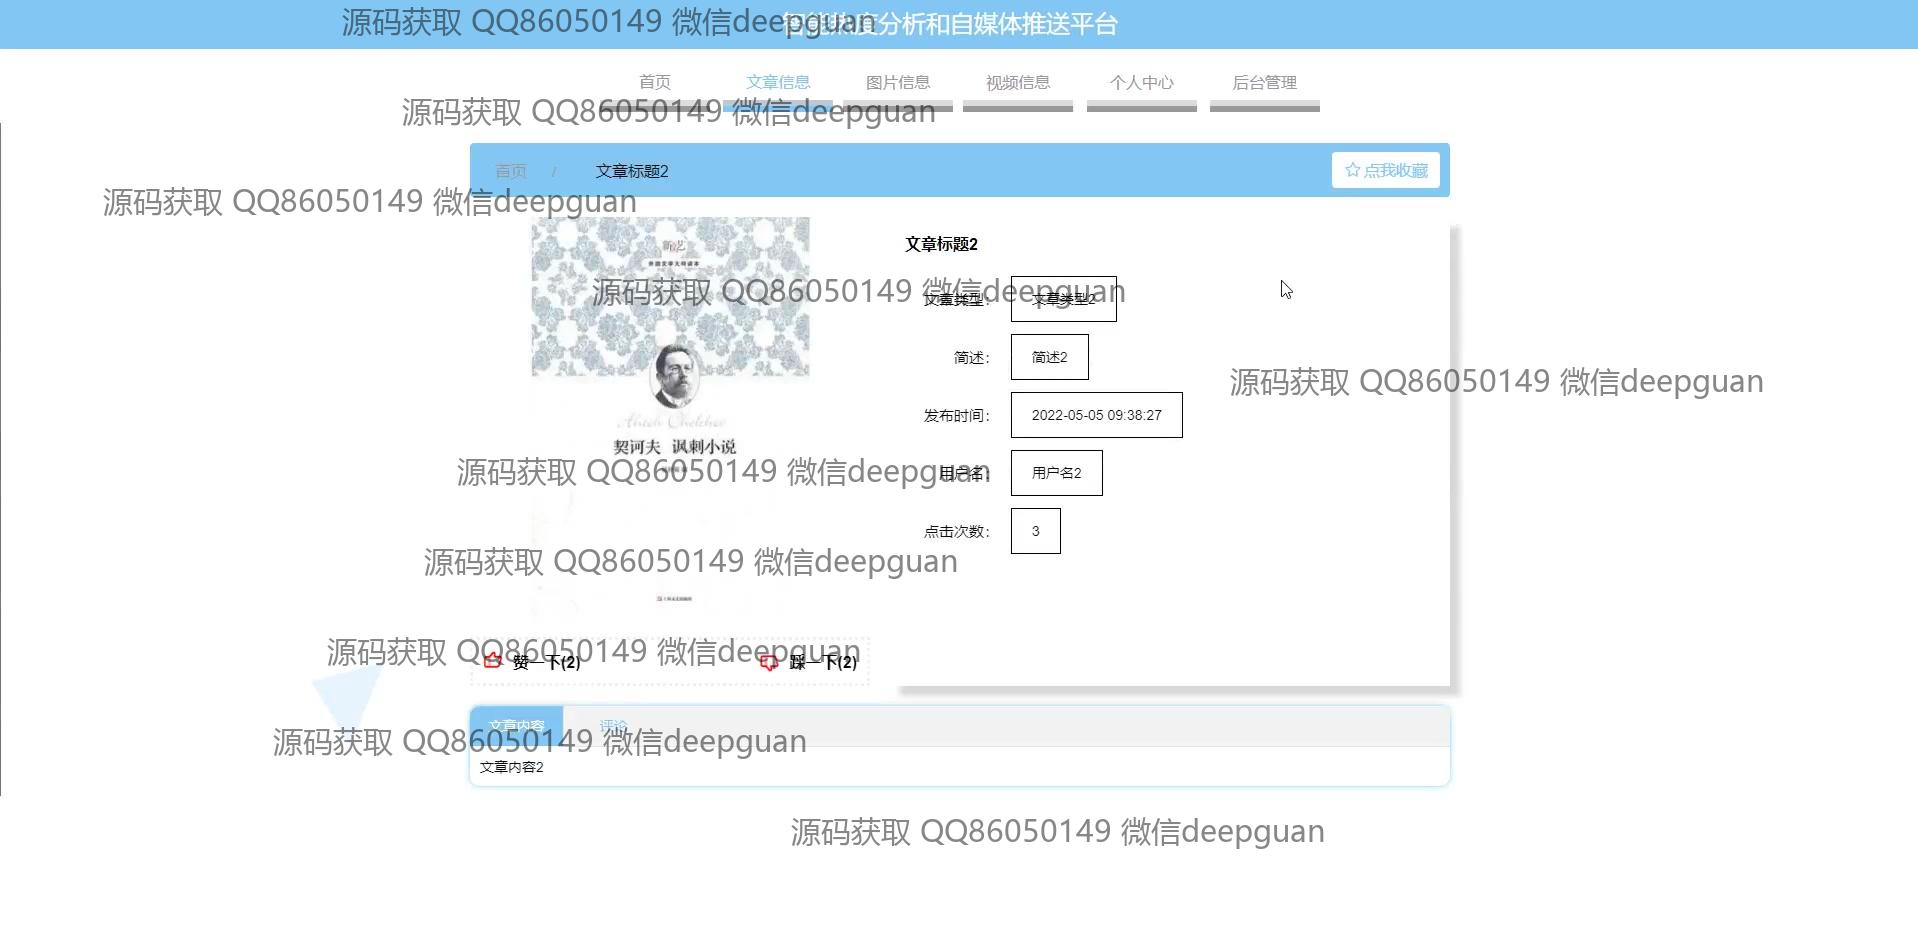 源码获取 QQ86050149 微信deepguan
智能热度分析和自媒体推送平台
首页 文章信息 图片信息 视频信息 个人中心 后台管理
源码获取 QQ86050149 微信deepguan
首页 / 文章标题2 点我收藏
源码获取 QQ86050149 微信deepguan
文章标题2
源码获取 QQ86050149 微信deepguan
文章类型: 文章类型2
简述: 简述2
源码获取 QQ86050149 微信deepguan
发布时间: 2022-05-05 09:38:27
契诃夫 讽刺小说
源码获取 QQ86050149 微信deepguan
用户名: 用户名2
点击次数: 3
源码获取 QQ86050149 微信deepguan
源码获取 QQ86050149 微信deepguan
赞一下(2) 踩一下(2)
文章内容 评论
源码获取 QQ86050149 微信deepguan
文章内容2
源码获取 QQ86050149 微信deepguan